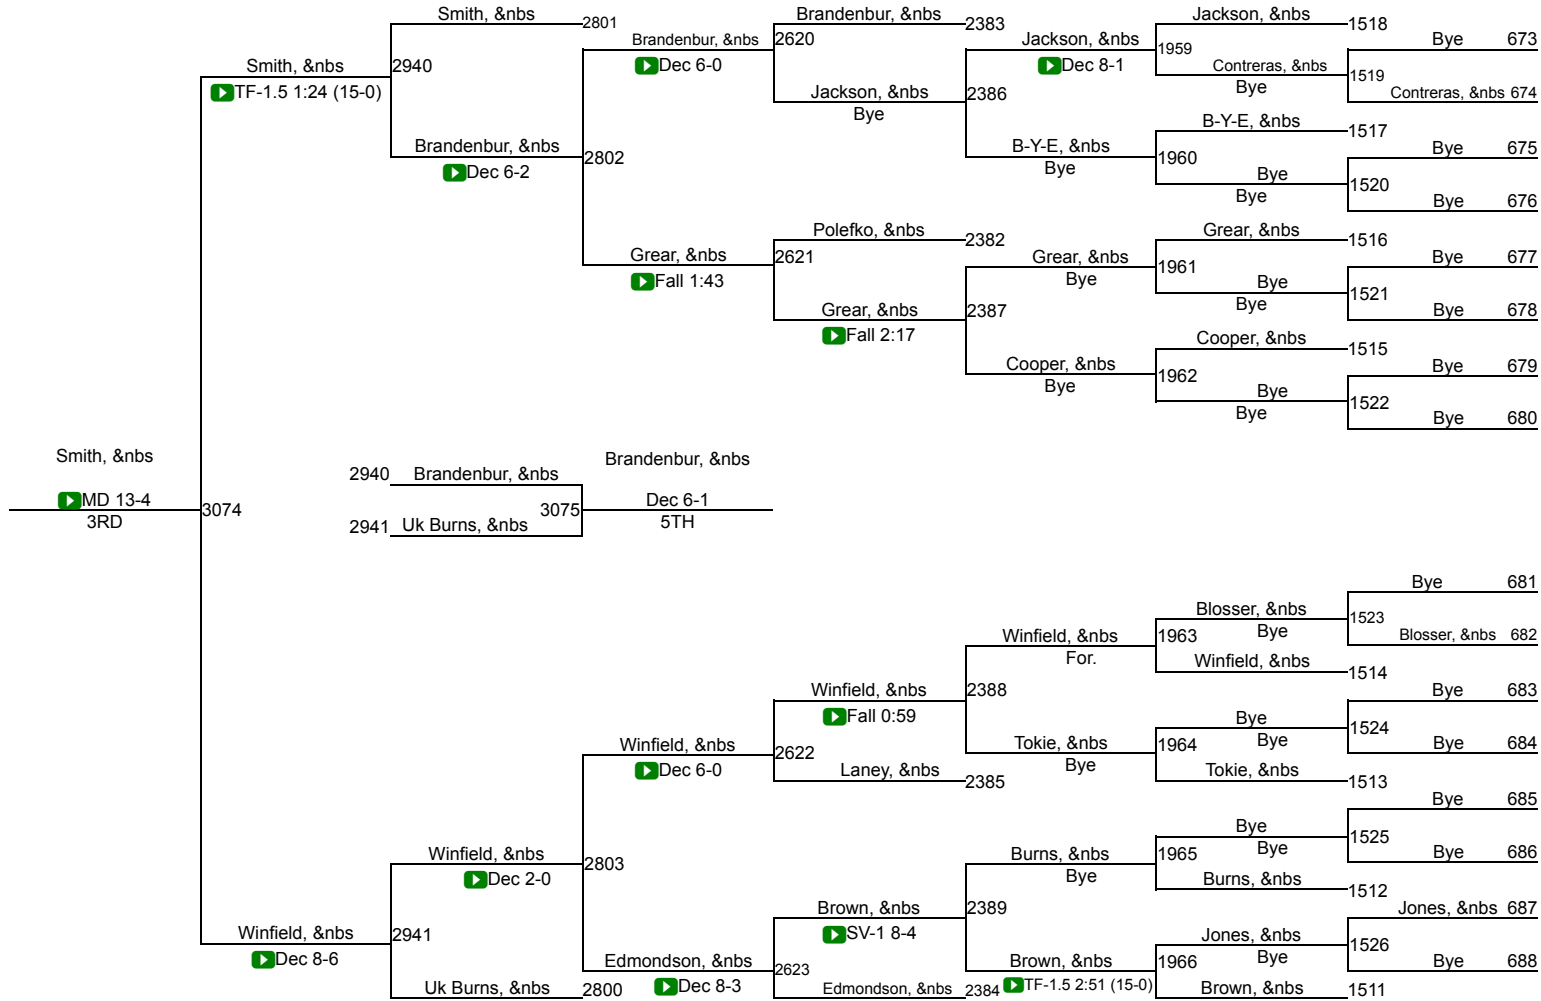 Smith, &nbs
2801
Brandenbur, &nbs
2383
Jackson, &nbs
1518
Bye 673
Smith, &nbs
2940
TF-1.5 1:24 (15-0)
Brandenbur, &nbs
2620
Dec 6-0
Jackson, &nbs
1959
Dec 8-1
Contreras, &nbs
1519
Bye
Contreras, &nbs 674
Jackson, &nbs
2386
Bye
B-Y-E, &nbs
1517
Bye 675
Brandenbur, &nbs
2802
Dec 6-2
B-Y-E, &nbs
1960
Bye
Bye
1520
Bye
Bye 676
Polefko, &nbs
2382
Grear, &nbs
1516
Bye 677
Grear, &nbs
2621
Fall 1:43
Grear, &nbs
1961
Bye
Bye
1521
Bye
Bye 678
Grear, &nbs
2387
Fall 2:17
Cooper, &nbs
1515
Bye 679
Cooper, &nbs
1962
Bye
Bye
1522
Bye
Bye 680
Smith, &nbs
MD 13-4
3RD
3074
2940 Brandenbur, &nbs
2941 Uk Burns, &nbs
3075
Brandenbur, &nbs
Dec 6-1
5TH
Bye 681
Blosser, &nbs
1523
Bye
Blosser, &nbs 682
Winfield, &nbs
1963
For.
Winfield, &nbs
1514
Winfield, &nbs
2388
Fall 0:59
Bye 683
Bye
1524
Bye
Bye 684
Winfield, &nbs
2622
Dec 6-0
Tokie, &nbs
1964
Bye
Laney, &nbs
2385
Tokie, &nbs
1513
Bye 685
Bye
1525
Bye
Bye 686
Winfield, &nbs
2803
Dec 2-0
Burns, &nbs
1965
Bye
Burns, &nbs
1512
Brown, &nbs
2389
SV-1 8-4
Jones, &nbs 687
Winfield, &nbs
2941
Dec 8-6
Jones, &nbs
1526
Bye
Bye 688
Edmondson, &nbs
2623
Dec 8-3
Brown, &nbs
1966
TF-1.5 2:51 (15-0)
Uk Burns, &nbs
2800
Edmondson, &nbs
2384
Brown, &nbs
1511